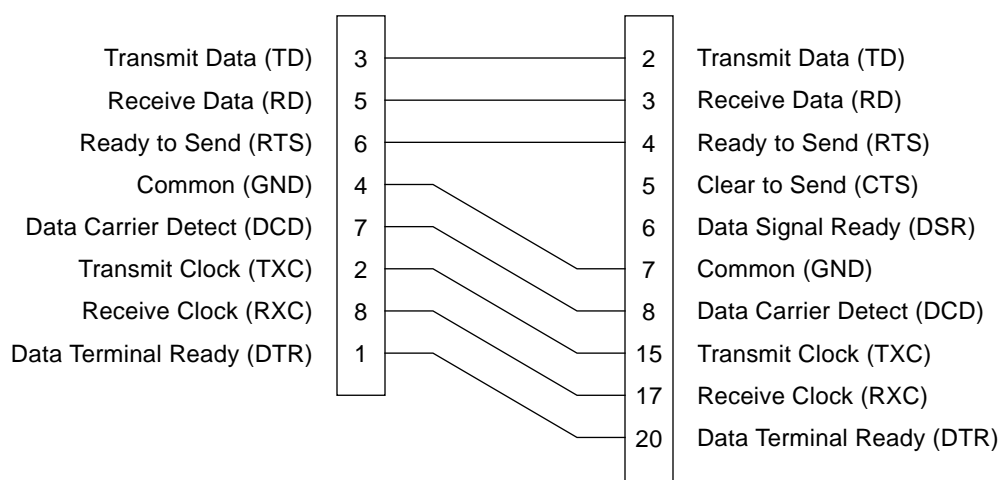 Transmit Data (TD) 3 2 Transmit Data (TD)
Receive Data (RD) 5 3 Receive Data (RD)
Ready to Send (RTS) 6 4 Ready to Send (RTS)
Common (GND) 4 5 Clear to Send (CTS)
Data Carrier Detect (DCD) 7 6 Data Signal Ready (DSR)
Transmit Clock (TXC) 2 7 Common (GND)
Receive Clock (RXC) 8 8 Data Carrier Detect (DCD)
Data Terminal Ready (DTR) 1 15 Transmit Clock (TXC)
17 Receive Clock (RXC)
20 Data Terminal Ready (DTR)